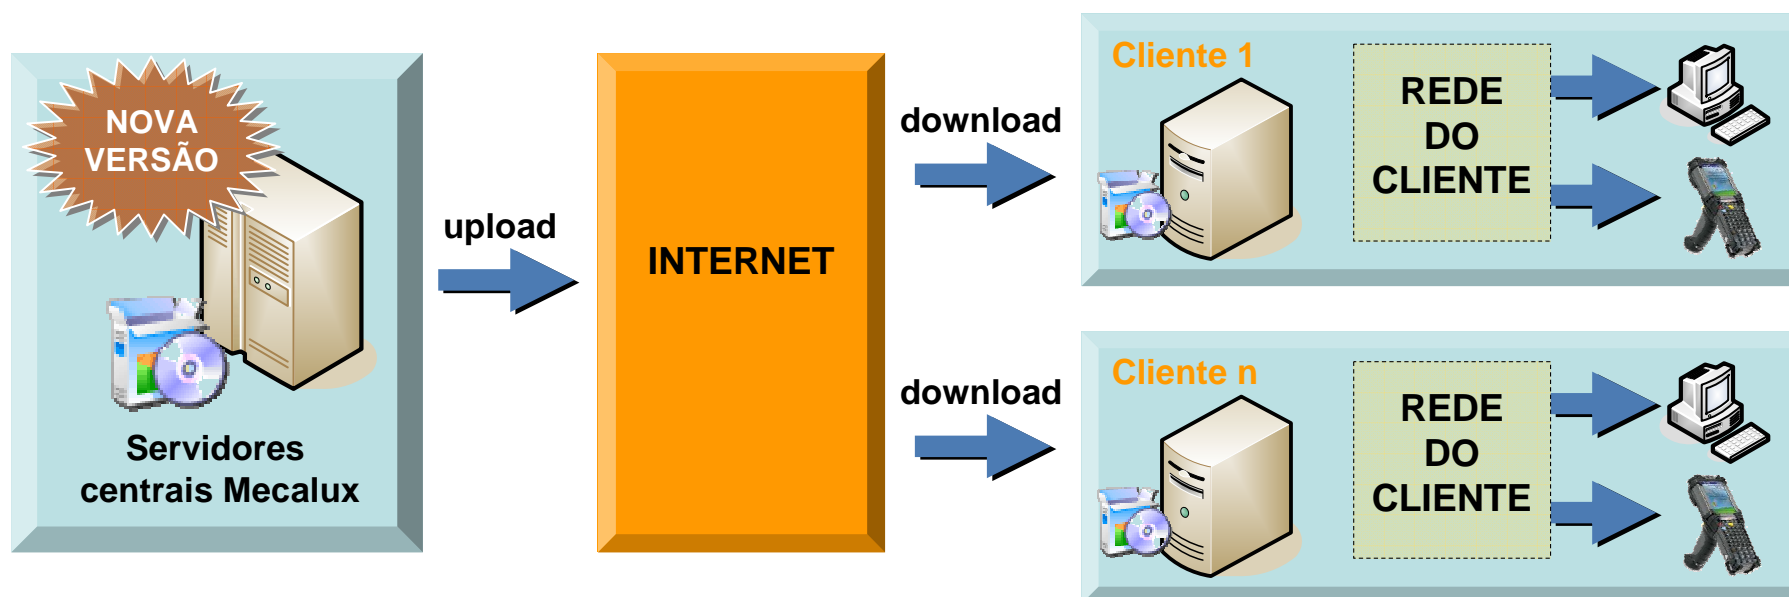 NOVA
VERSÃO
Servidores
centrais Mecalux
upload
INTERNET
download
Cliente 1
REDE
DO
CLIENTE
download
Cliente n
REDE
DO
CLIENTE